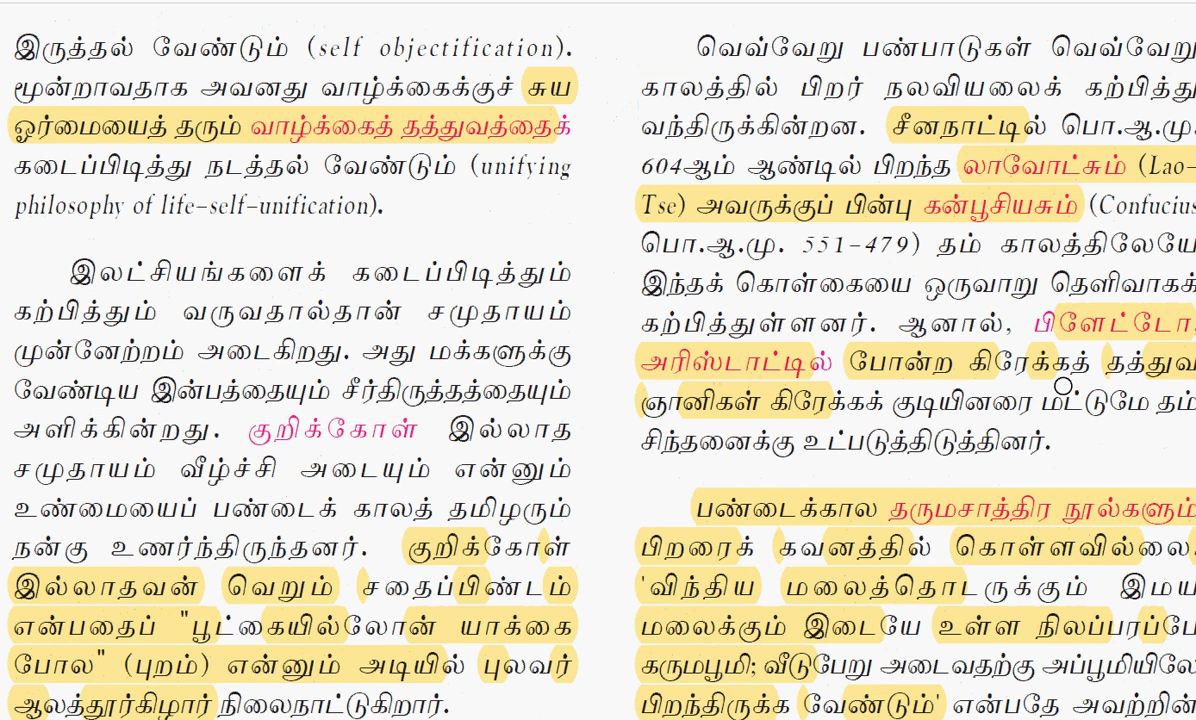 இருத்தல் வேண்டும் (self objectification).
மூன்றாவதாக அவனது வாழ்க்கைக்குச் சுய
ஓர்மையைத் தரும் வாழ்க்கைத் தத்துவத்தைக்
கடைப்பிடித்து நடத்தல் வேண்டும் (unifying
philosophy of life–self–unification).
இலட்சியங்களைக் கடைப்பிடித்தும்
கற்பித்தும் வருவதால்தான் சமுதாயம்
முன்னேற்றம் அடைகிறது. அது மக்களுக்கு
வேண்டிய இன்பத்தையும் சீர்திருத்தத்தையும்
அளிக்கின்றது. குறிக்கோள் இல்லாத
சமுதாயம் வீழ்ச்சி அடையும் என்னும்
உண்மையைப் பண்டைக் காலத் தமிழரும்
நன்கு உணர்ந்திருந்தனர். குறிக்கோள்
இல்லாதவன் வெறும் சதைப்பிண்டம்
என்பதைப் "பூட்கையில்லோன் யாக்கை
போல" (புறம்) என்னும் அடியில் புலவர்
ஆலத்தூர்கிழார் நிலைநாட்டுகிறார்.
வெவ்வேறு பண்பாடுகள் வெவ்வேறு
காலத்தில் பிறர் நலவியலைக் கற்பித்து
வந்திருக்கின்றன. சீனநாட்டில் பொ.ஆ.மு.
604ஆம் ஆண்டில் பிறந்த லாவோட்சும் (Lao–
Tse) அவருக்குப் பின்பு கன்பூசியசும் (Confucius
பொ.ஆ.மு. 551–479) தம் காலத்திலேயே
இந்தக் கொள்கையை ஒருவாறு தெளிவாகக்
கற்பித்துள்ளனர். ஆனால், பிளேட்டோ,
அரிஸ்டாட்டில் போன்ற கிரேக்கத் தத்துவ
ஞானிகள் கிரேக்கக் குடியினரை மட்டுமே தம்
சிந்தனைக்கு உட்படுத்திடுத்தினர்.
பண்டைக்கால தருமசாத்திர நூல்களும்
பிறரைக் கவனத்தில் கொள்ளவில்லை.
'விந்திய மலைத்தொடருக்கும் இமய
மலைக்கும் இடையே உள்ள நிலப்பரப்பே
கருமபூமி; வீடுபேறு அடைவதற்கு அப்பூமியிலே
பிறந்திருக்க வேண்டும்' என்பதே அவற்றின்